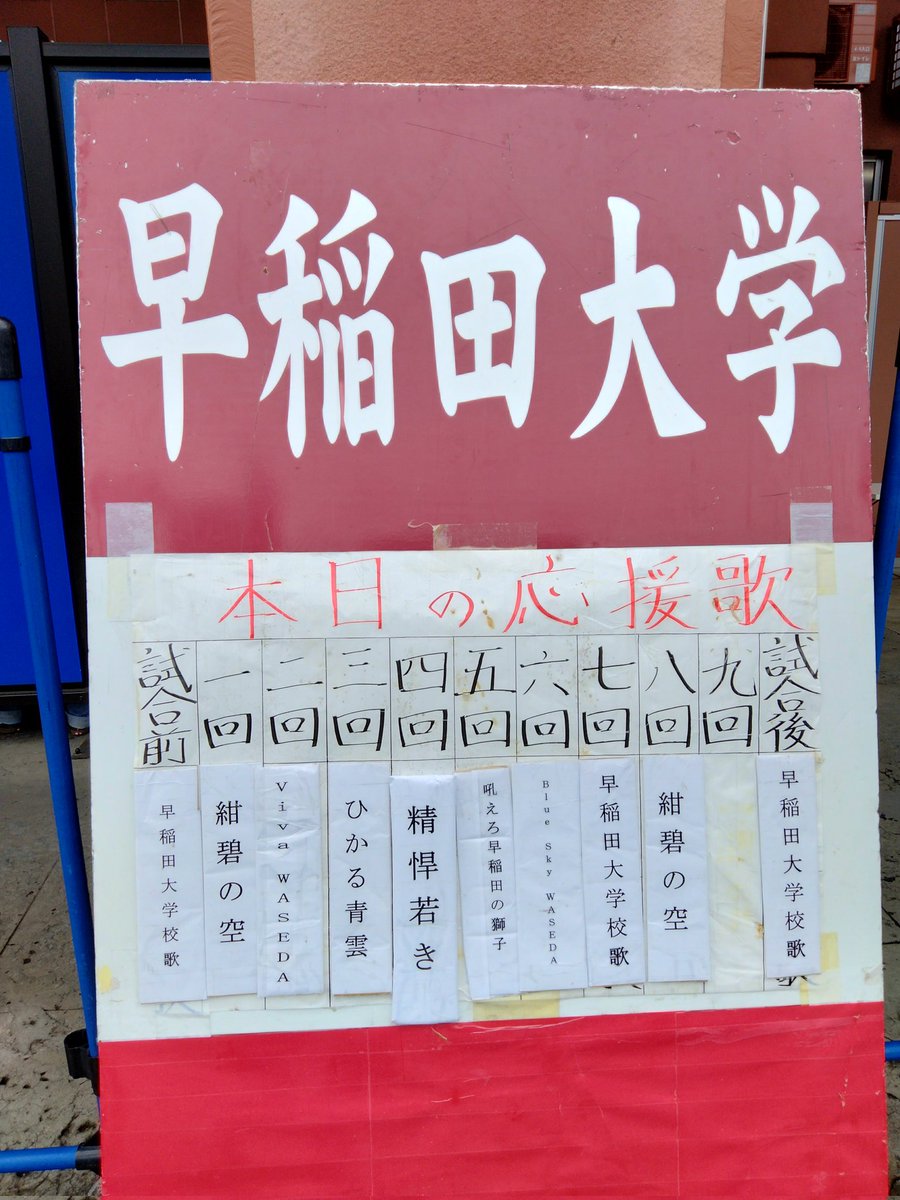 早稲田大学
本日の応援歌
試合前 一回 二回 三回 四回 五回 六回 七回 八回 九回 試合後
早稲田大学校歌
紺碧の空
Viva WASEDA
ひかる青雲
精悍若き
吼えろ早稲田の獅子
Blue Sky WASEDA
早稲田大学校歌
紺碧の空
早稲田大学校歌